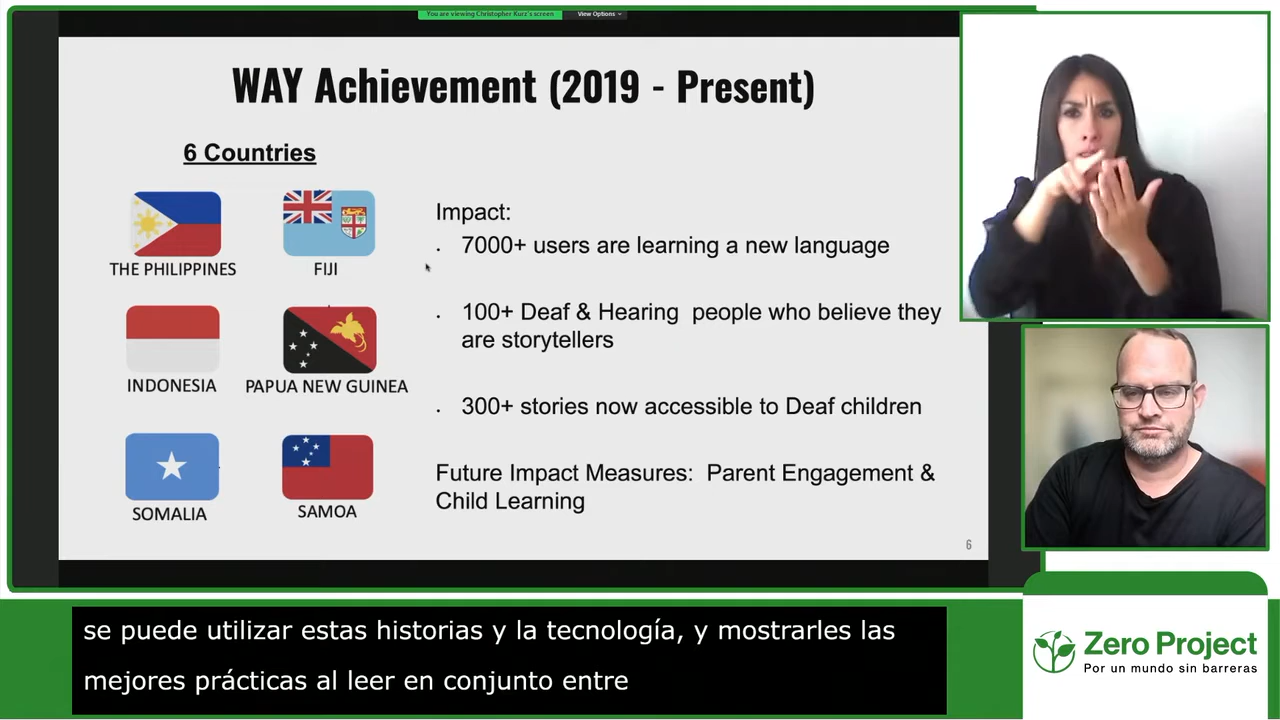 You are viewing Christopher Kurz's screen
View Options
WAY Achievement (2019 - Present)
6 Countries
THE PHILIPPINES
FIJI
INDONESIA
PAPUA NEW GUINEA
SOMALIA
SAMOA
Impact:
7000+ users are learning a new language
100+ Deaf & Hearing people who believe they
are storytellers
300+ stories now accessible to Deaf children
Future Impact Measures: Parent Engagement &
Child Learning
6
se puede utilizar estas historias y la tecnología, y mostrarles las
mejores prácticas al leer en conjunto entre
Zero Project
Por un mundo sin barreras